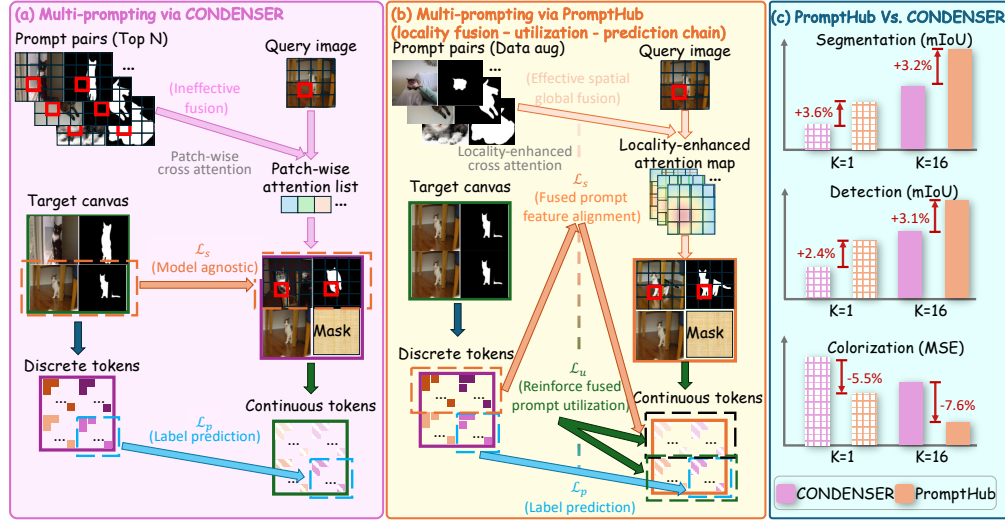 (a) Multi-prompting via CONDENSER
Prompt pairs (Top N)
...
Query image
(Ineffective
fusion)
Patch-wise
cross attention
Patch-wise
attention list
...
Target canvas
ℒs
(Model agnostic)
Mask
Discrete tokens
...
...
...
...
ℒp
(Label prediction)
Continuous tokens
...
...
...
...
(b) Multi-prompting via PromptHub
(locality fusion – utilization - prediction chain)
Prompt pairs (Data aug)
...
Query image
(Effective spatial
global fusion)
Locality-enhanced
cross attention
Locality-enhanced
attention map
...
Target canvas
ℒs
(Fused prompt
feature alignment)
Mask
Discrete tokens
...
...
...
...
ℒu
(Reinforce fused
prompt utilization)
Continuous tokens
...
...
...
...
ℒp
(Label prediction)
(c) PromptHub Vs. CONDENSER
Segmentation (mIoU)
+3.6%
+3.2%
K=1
K=16
Detection (mIoU)
+2.4%
+3.1%
K=1
K=16
Colorization (MSE)
-5.5%
-7.6%
K=1
K=16
CONDENSER
PromptHub